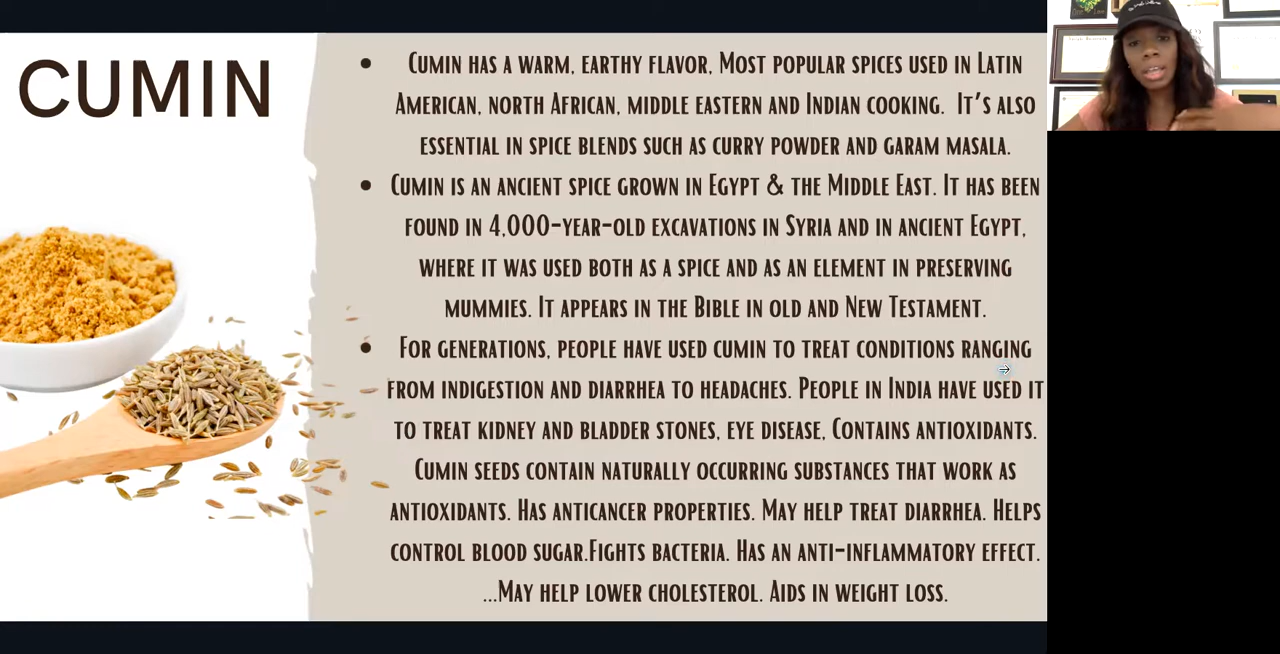 CUMIN
• Cumin has a warm, earthy flavor, Most popular spices used in Latin
American, north African, middle eastern and Indian cooking. It's also
essential in spice blends such as curry powder and garam masala.
• Cumin is an ancient spice grown in Egypt & the Middle East. It has been
found in 4,000-year-old excavations in Syria and in ancient Egypt,
where it was used both as a spice and as an element in preserving
mummies. It appears in the Bible in old and New Testament.
• For generations, people have used cumin to treat conditions ranging
from indigestion and diarrhea to headaches. People in India have used it
to treat kidney and bladder stones, eye disease, Contains antioxidants.
Cumin seeds contain naturally occurring substances that work as
antioxidants. Has anticancer properties. May help treat diarrhea. Helps
control blood sugar.Fights bacteria. Has an anti-inflammatory effect.
...May help lower cholesterol. Aids in weight loss.